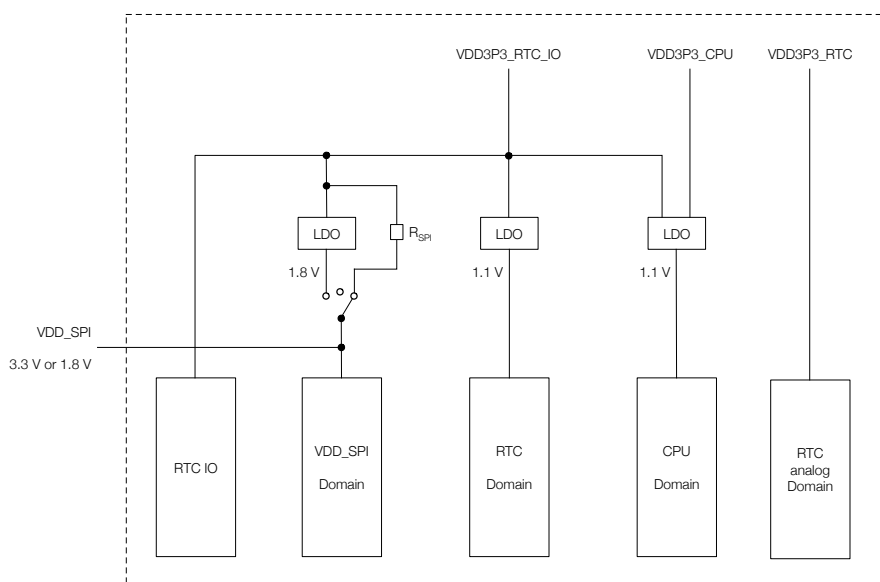 VDD3P3_RTC_IO
VDD3P3_CPU
VDD3P3_RTC
LDO
R_SPI
LDO
LDO
1.8 V
1.1 V
1.1 V
VDD_SPI
3.3 V or 1.8 V
RTC IO
VDD_SPI
Domain
RTC
Domain
CPU
Domain
RTC
analog
Domain